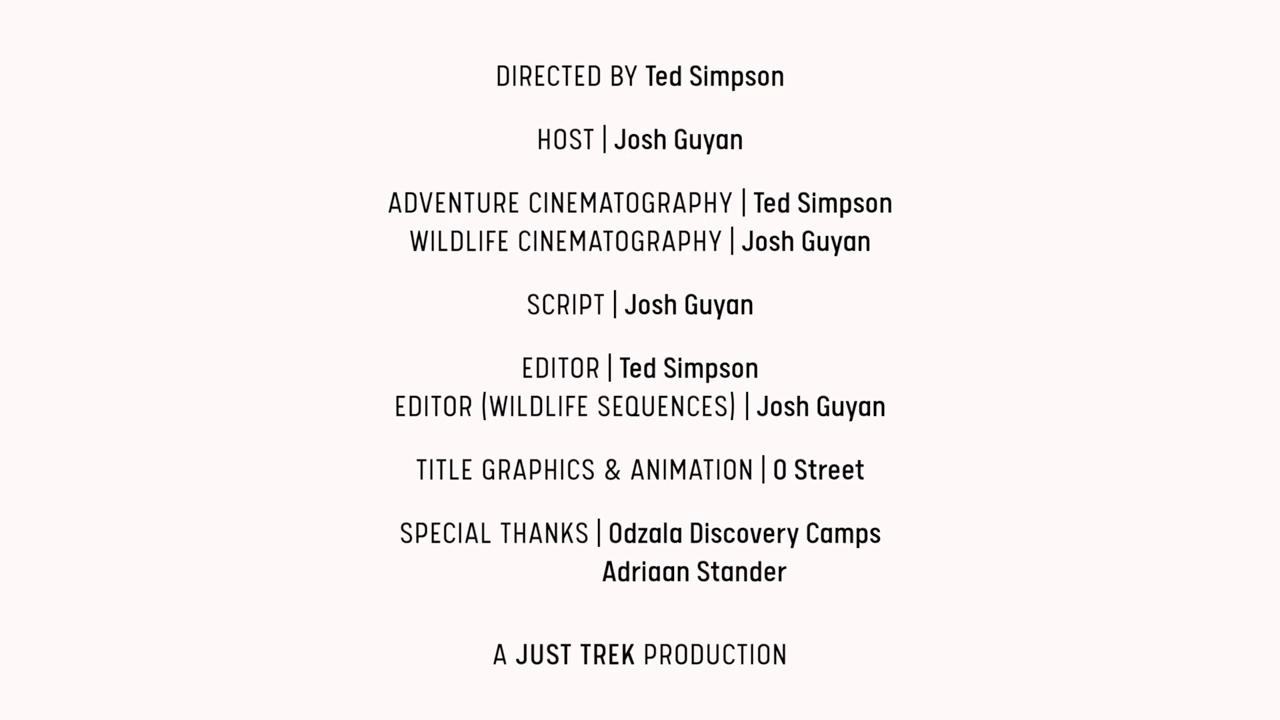 DIRECTED BY Ted Simpson
HOST | Josh Guyan
ADVENTURE CINEMATOGRAPHY | Ted Simpson
WILDLIFE CINEMATOGRAPHY | Josh Guyan
SCRIPT | Josh Guyan
EDITOR | Ted Simpson
EDITOR (WILDLIFE SEQUENCES) | Josh Guyan
TITLE GRAPHICS & ANIMATION | O Street
SPECIAL THANKS | Odzala Discovery Camps
Adriaan Stander
A JUST TREK PRODUCTION